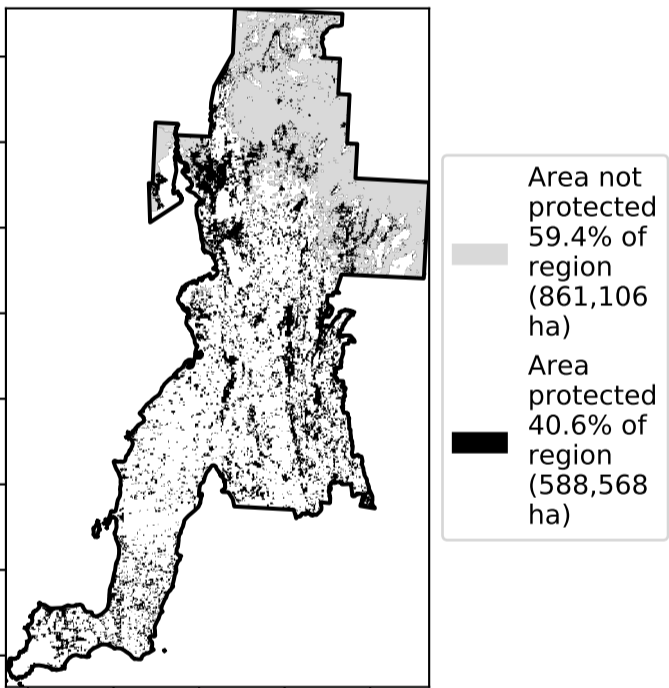 Area not
protected
59.4% of
region
(861,106
ha)
Area
protected
40.6% of
region
(588,568
ha)